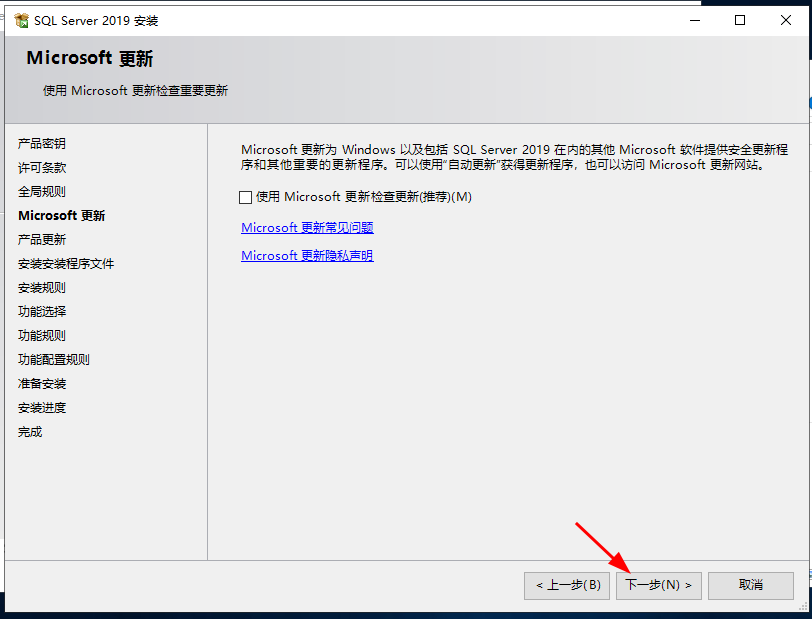 SQL Server 2019 安装
Microsoft 更新
使用 Microsoft 更新检查重要更新
产品密钥
许可条款
全局规则
Microsoft 更新
产品更新
安装安装程序文件
安装规则
功能选择
功能规则
功能配置规则
准备安装
安装进度
完成
Microsoft 更新为 Windows 以及包括 SQL Server 2019 在内的其他 Microsoft 软件提供安全更新程
序和其他重要的更新程序。可以使用“自动更新”获得更新程序，也可以访问 Microsoft 更新网站。
使用 Microsoft 更新检查更新(推荐)(M)
Microsoft 更新常见问题
Microsoft 更新隐私声明
< 上一步(B)
下一步(N) >
取消